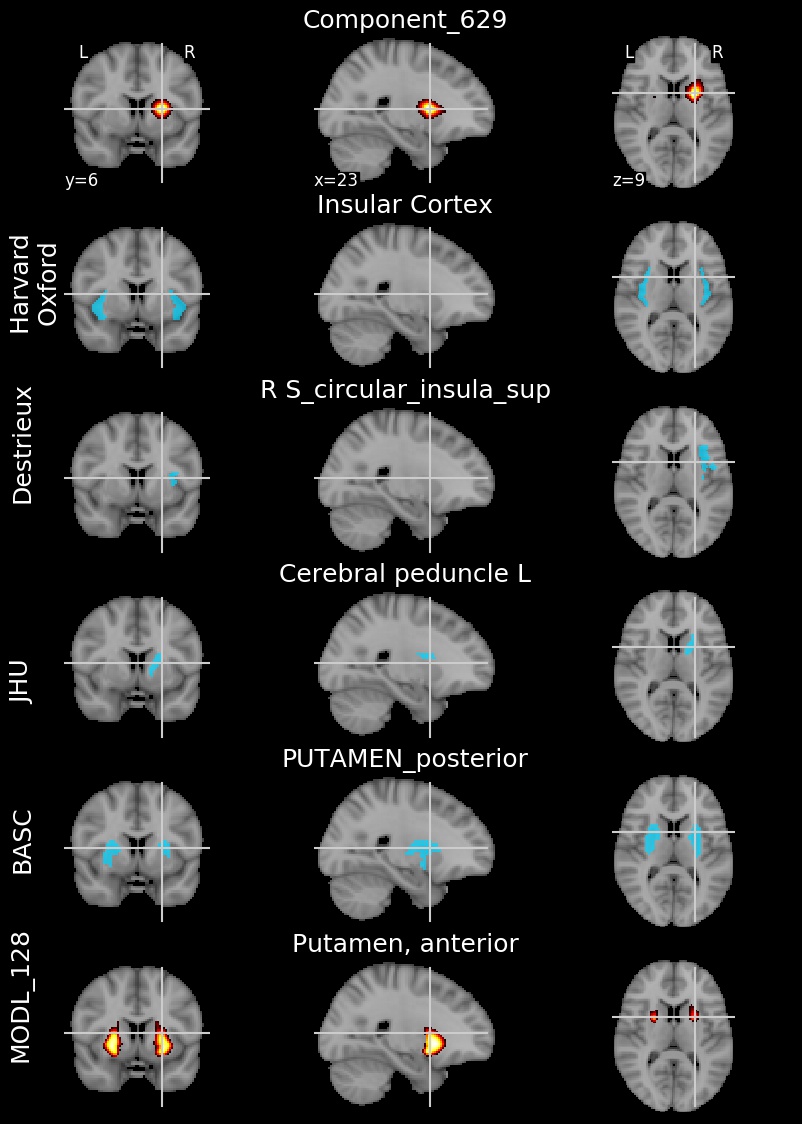 Component_629
L R
L R
y=6
x=23
z=9
Insular Cortex
Harvard
Oxford
R S_circular_insula_sup
Destrieux
Cerebral peduncle L
JHU
PUTAMEN_posterior
BASC
Putamen, anterior
MODL_128